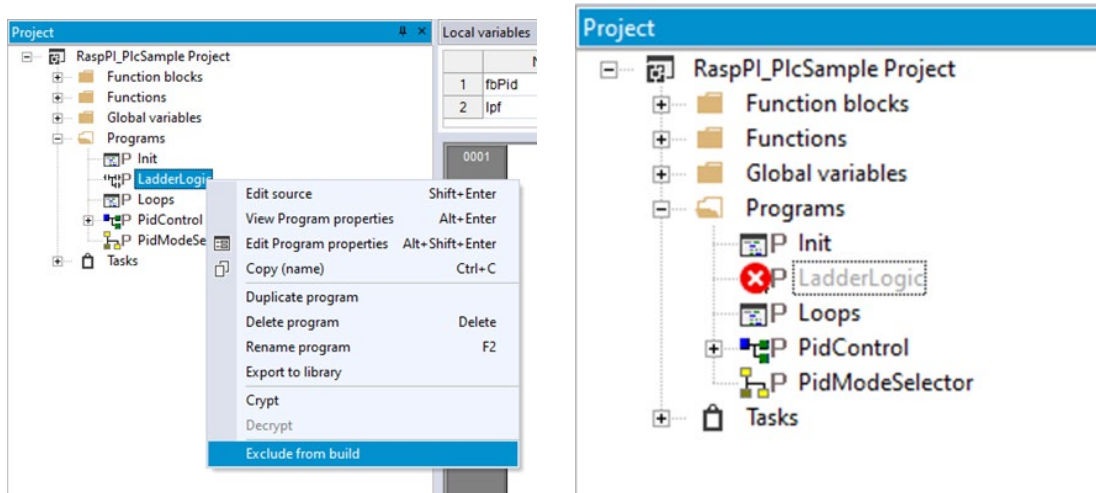 Project
RaspPI_PlcSample Project
Function blocks
Functions
Global variables
Programs
P Init
P LadderLogic
P Loops
P PidControl
P PidModeSe
Tasks
Edit source Shift+Enter
View Program properties Alt+Enter
Edit Program properties Alt+Shift+Enter
Copy (name) Ctrl+C
Duplicate program
Delete program Delete
Rename program F2
Export to library
Crypt
Decrypt
Exclude from build
Local variables
1 fbPid
2 lpf
0001
Project
RaspPI_PlcSample Project
Function blocks
Functions
Global variables
Programs
P Init
P LadderLogic
P Loops
P PidControl
P PidModeSelector
Tasks